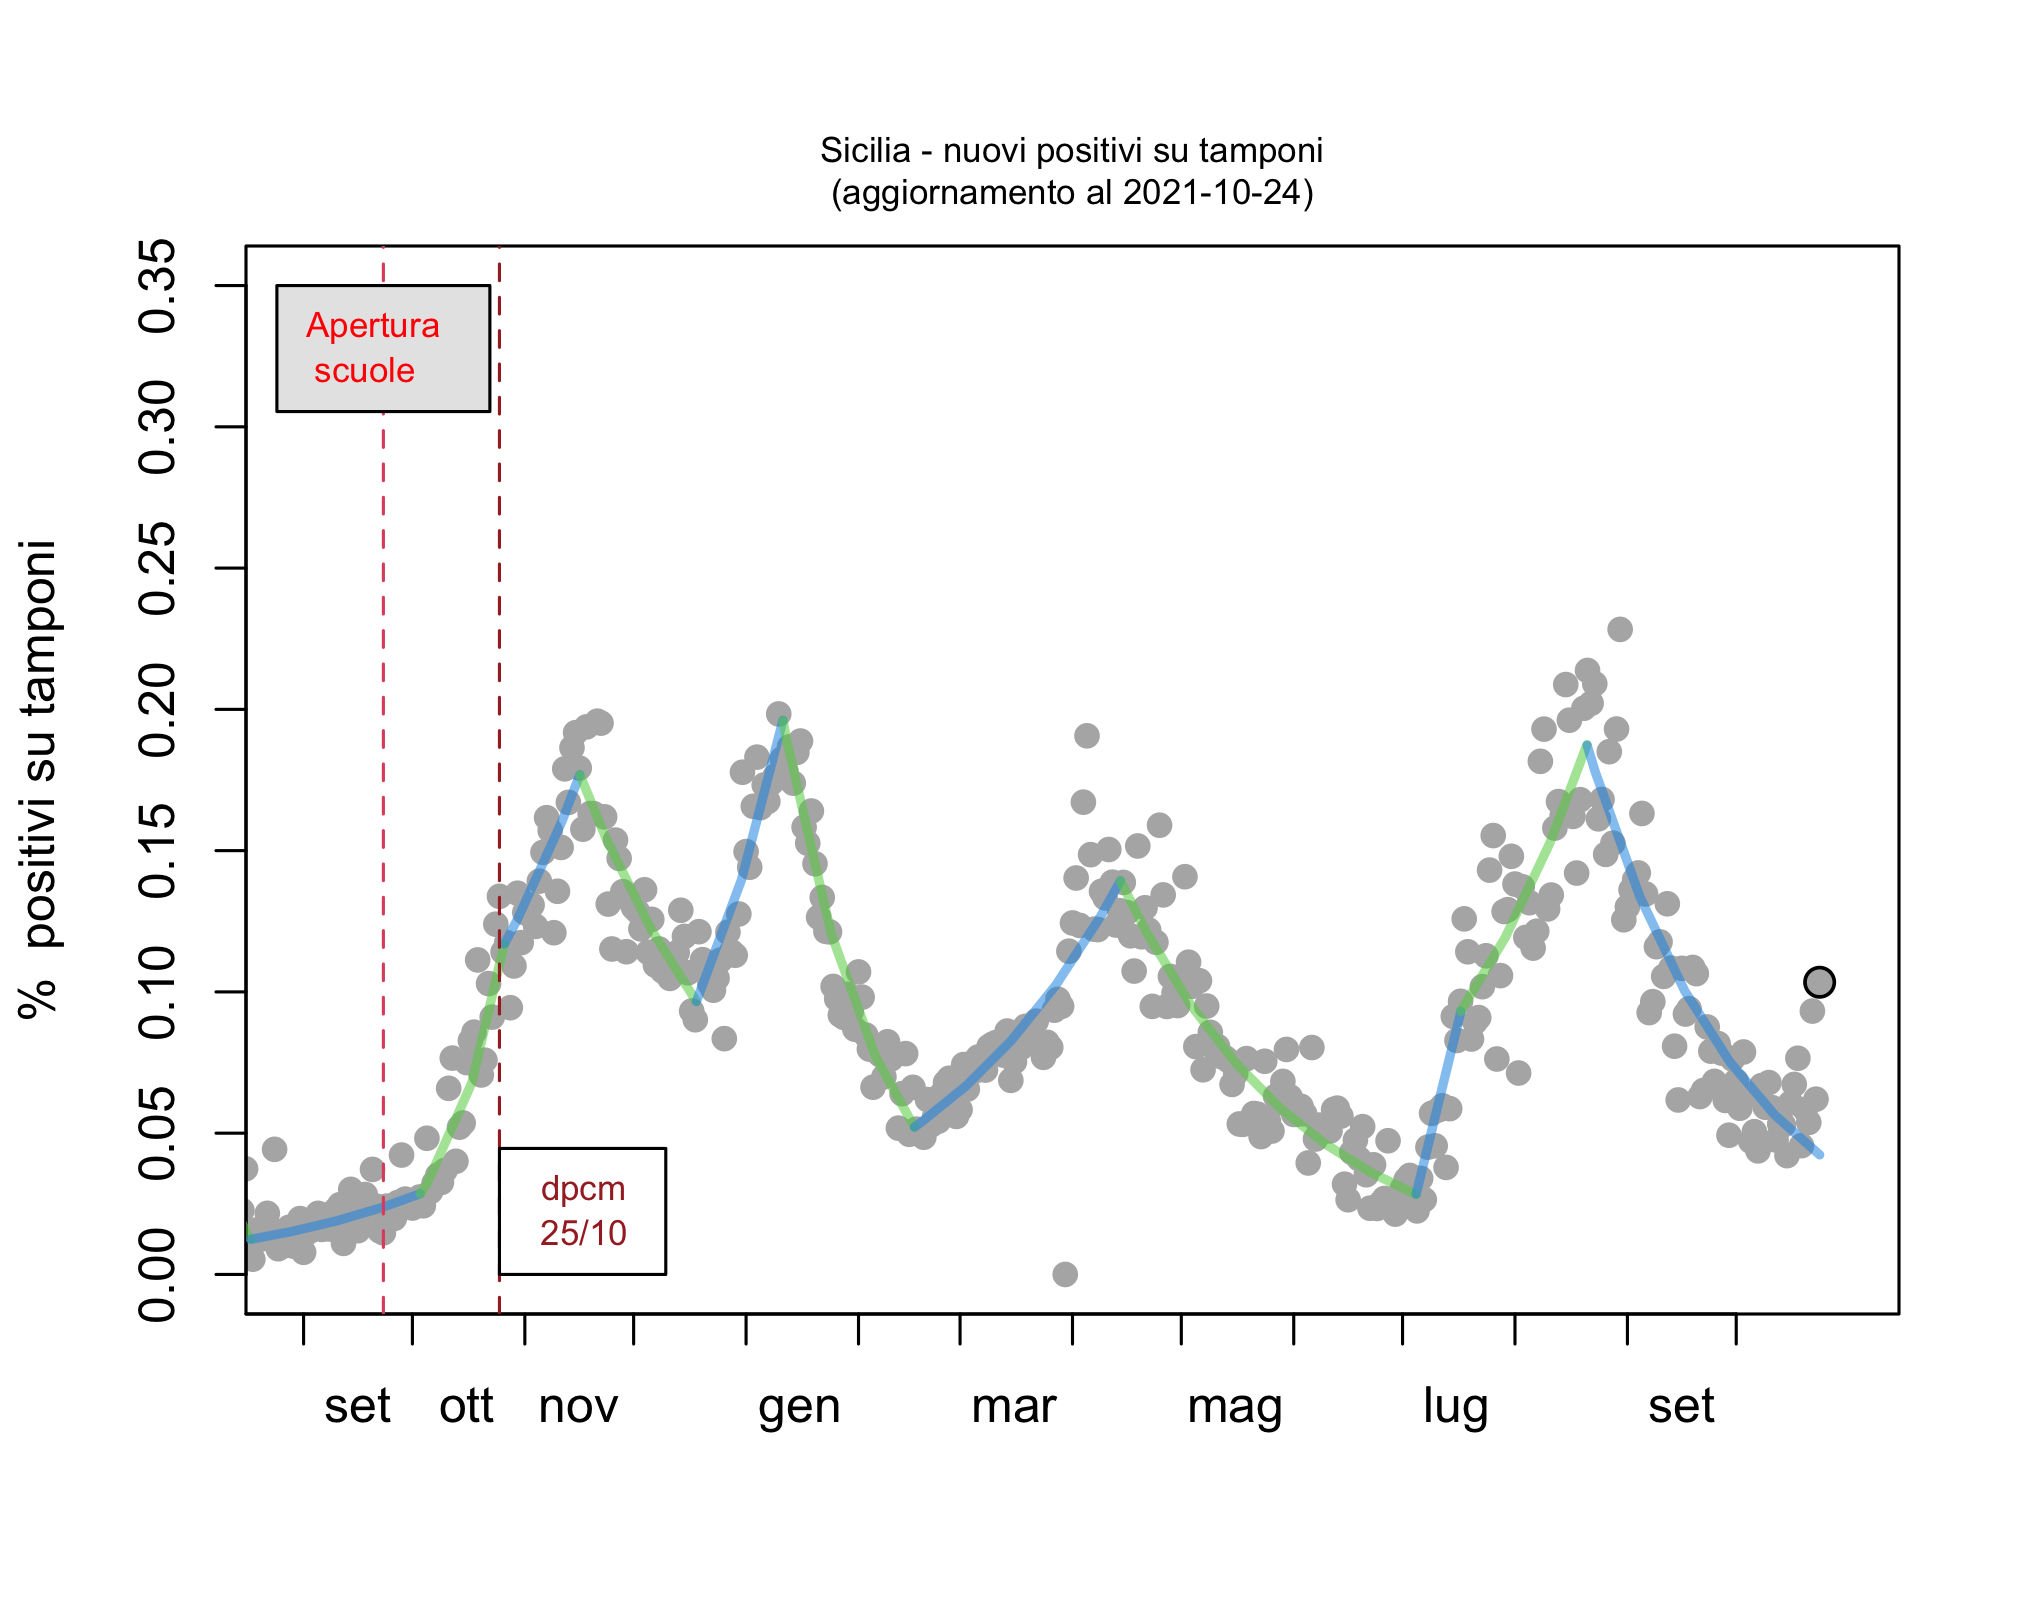 Sicilia - nuovi positivi su tamponi
(aggiornamento al 2021-10-24)
% positivi su tamponi
0.35
0.30
0.25
0.20
0.15
0.10
0.05
0.00
Apertura
scuole
dpcm
25/10
set ott nov gen mar mag lug set